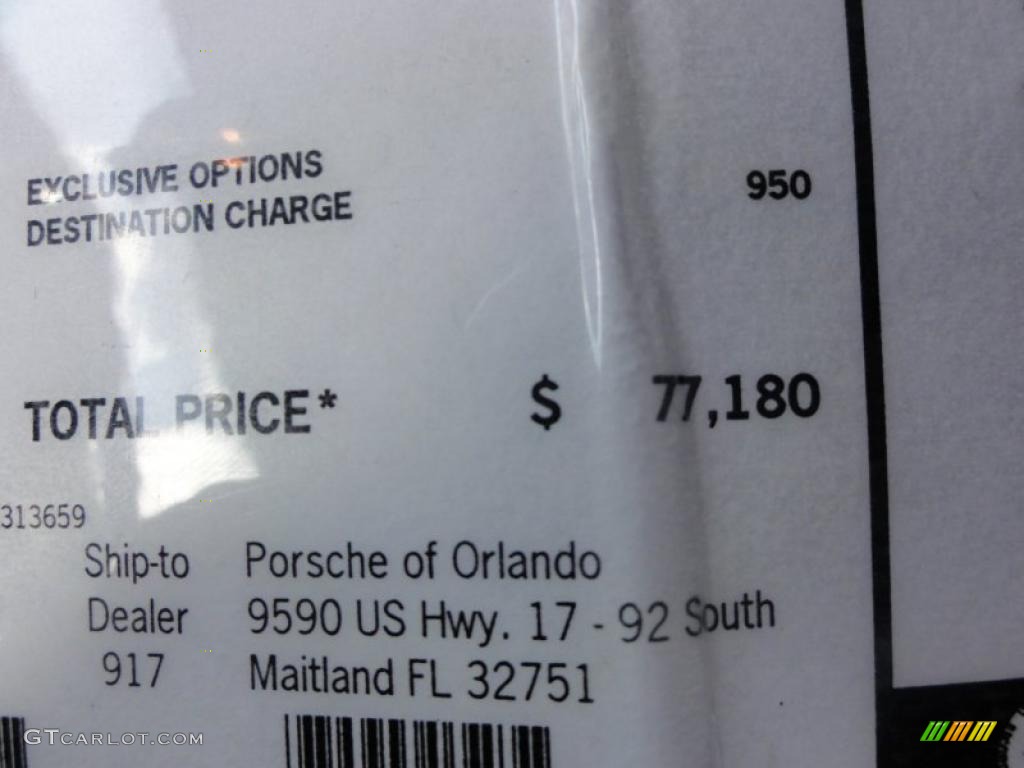 EXCLUSIVE OPTIONS
DESTINATION CHARGE 950
TOTAL PRICE* $ 77,180
313659
Ship-to Porsche of Orlando
Dealer 9590 US Hwy. 17 - 92 South
917 Maitland FL 32751
GTCARLOT.COM